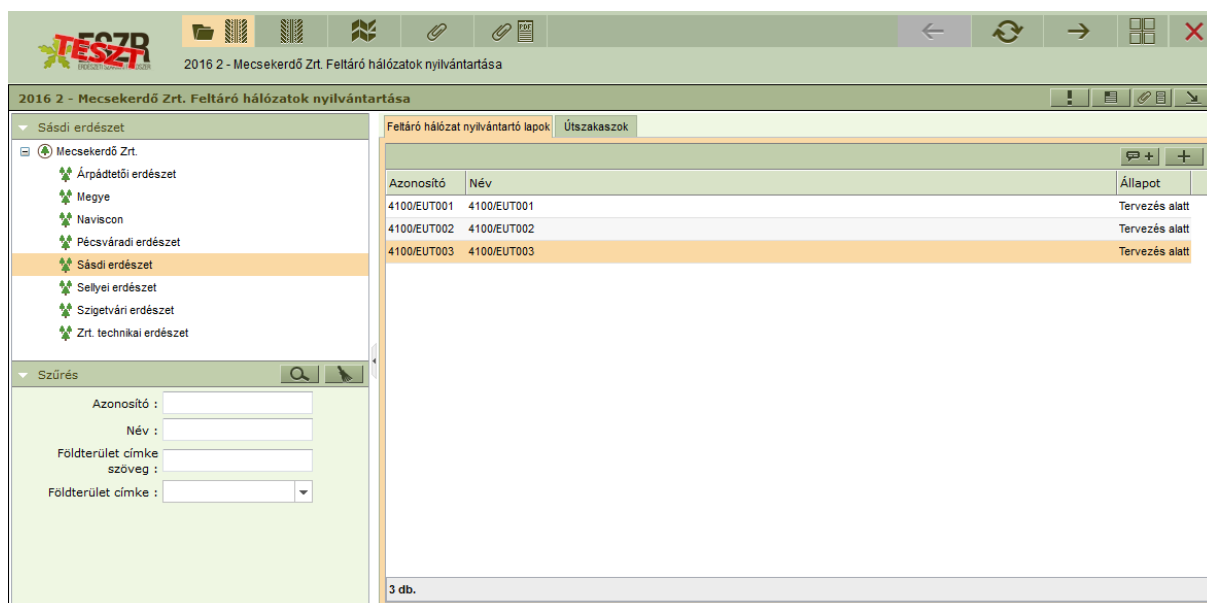 TESZT
PDF
2016 2 - Mecsekerdő Zrt. Feltáró hálózatok nyilvántartása
2016 2 - Mecsekerdő Zrt. Feltáró hálózatok nyilvántartása
Sásdi erdészet
Mecsekerdő Zrt.
Árpádtetői erdészet
Megye
Naviscon
Pécsváradi erdészet
Sásdi erdészet
Sellyei erdészet
Szigetvári erdészet
Zrt. technikai erdészet
Szűrés
Azonosító :
Név :
Földterület címke
szöveg :
Földterület címke :
Feltáró hálózat nyilvántartó lapok Útszakaszok
Azonosító Név Állapot
4100/EUT001 4100/EUT001 Tervezés alatt
4100/EUT002 4100/EUT002 Tervezés alatt
4100/EUT003 4100/EUT003 Tervezés alatt
3 db.